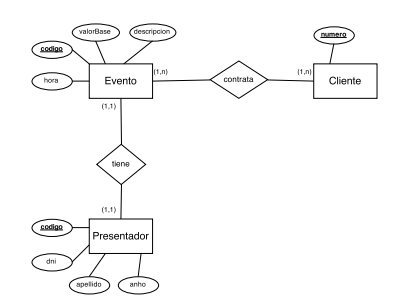 valorBase
descripcion
numero
codigo
hora
Evento
(1,n)
contrata
(1,n)
Cliente
(1,1)
tiene
(1,1)
codigo
Presentador
dni
apellido
anho